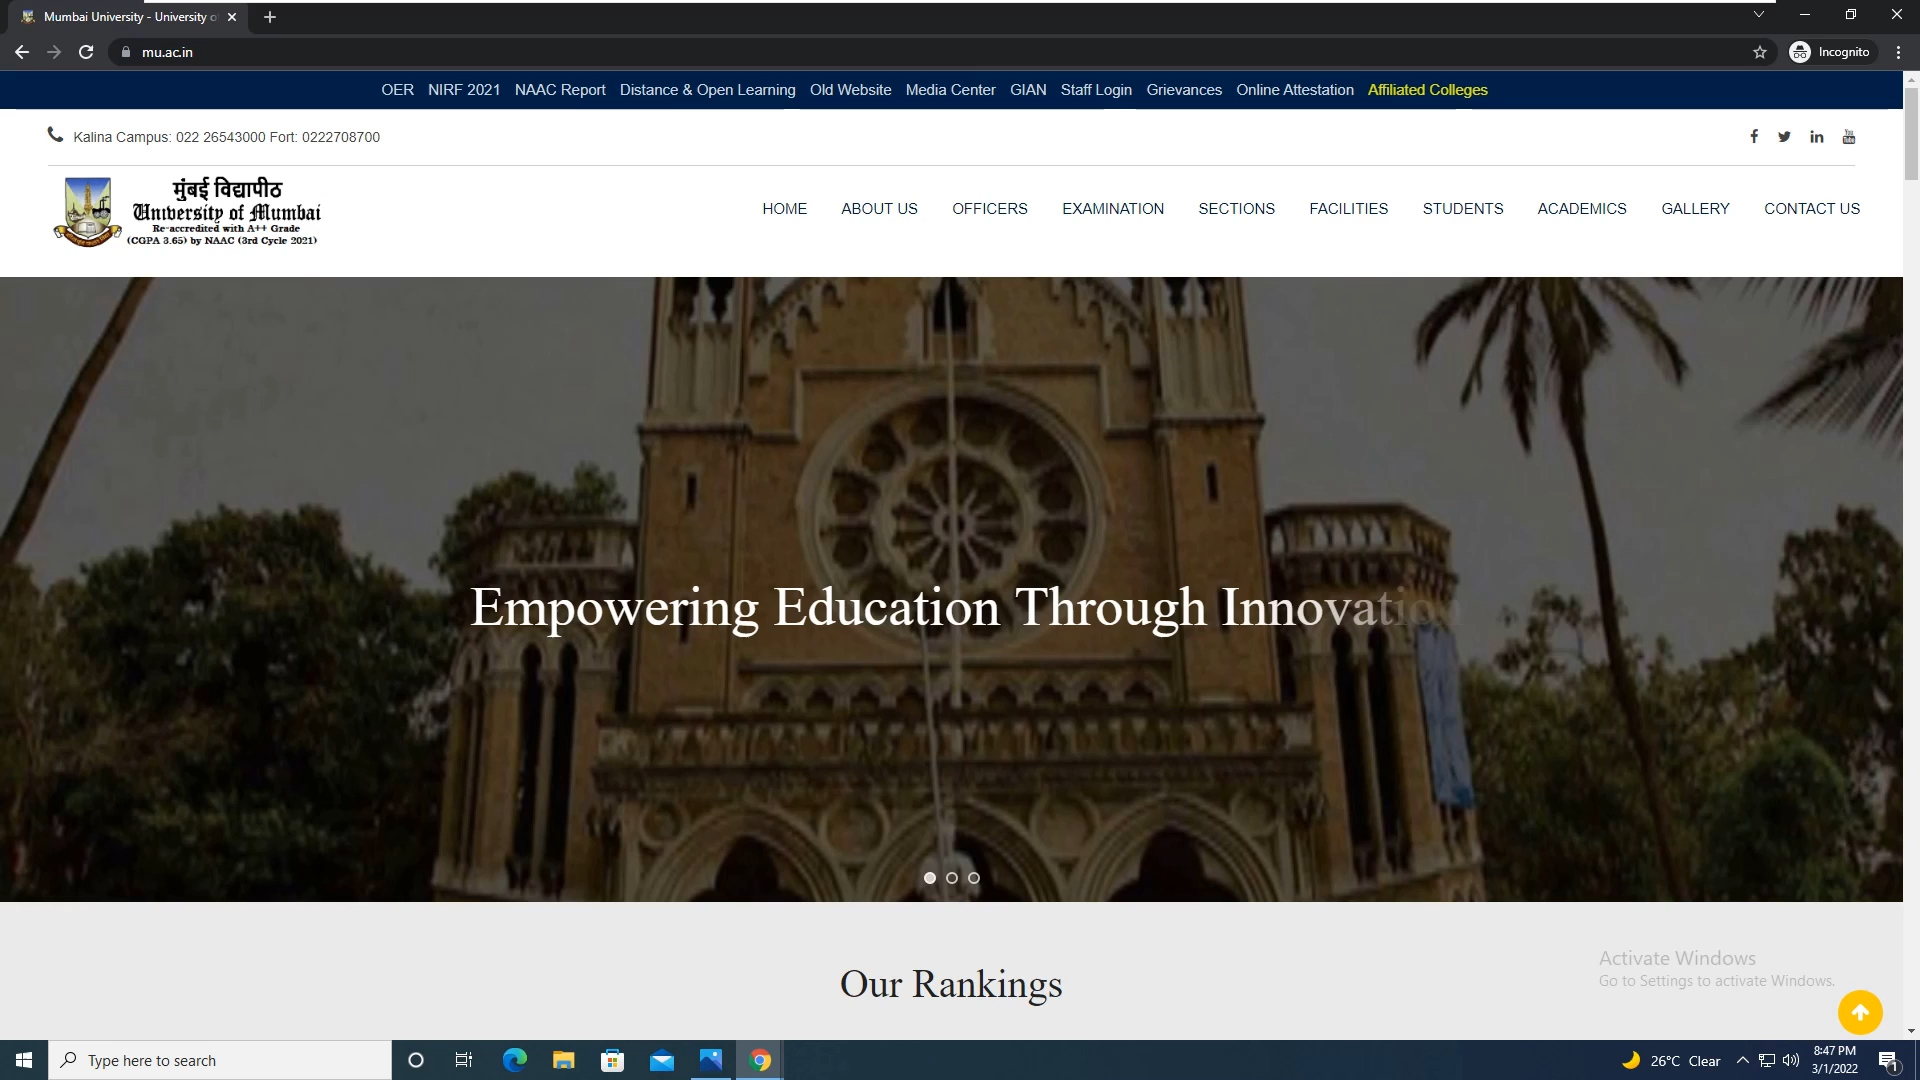 Mumbai University - University o
mu.ac.in
Incognito
OER NIRF 2021 NAAC Report Distance & Open Learning Old Website Media Center GIAN Staff Login Grievances Online Attestation Affiliated Colleges
Kalina Campus: 022 26543000 Fort: 0222708700
You Tube
मुंबई विद्यापीठ
University of Mumbai
Re-accredited with A++ Grade
(CGPA 3.65) by NAAC (3rd Cycle 2021)
HOME ABOUT US OFFICERS EXAMINATION SECTIONS FACILITIES STUDENTS ACADEMICS GALLERY CONTACT US
Empowering Education Through Innovation
Our Rankings
Activate Windows
Go to Settings to activate Windows.
Type here to search
26°C Clear
8:47 PM
3/1/2022
1